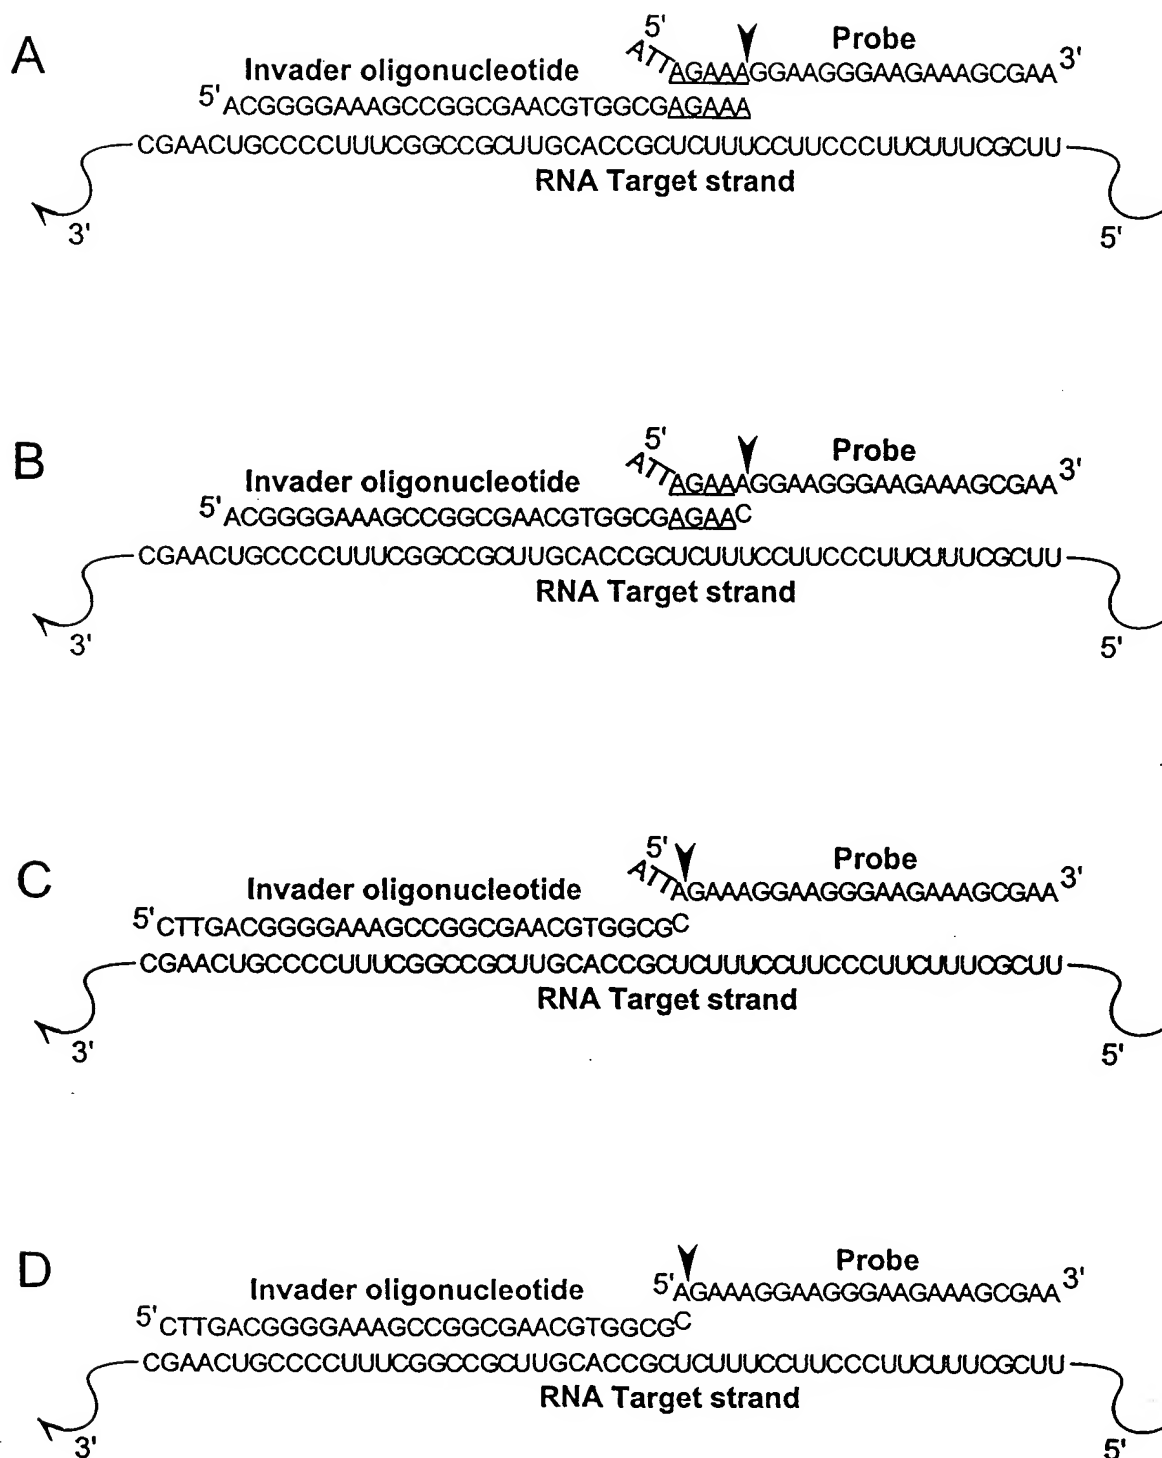 A
5'
Probe
Invader oligonucleotide
ATTAGAAAGGAAGGGAAGAAAGCGAA 3'
5' ACGGGGAAAGCCGGCGAACGTGGCGAGAAA
CGAACUGCCCCUUUCGGCCGCUUGCACCGCUCUUUCCUUCCCUUCUUUCGCUU
RNA Target strand
3'
5'
B
5'
Probe
Invader oligonucleotide
ATTAGAAAGGAAGGGAAGAAAGCGAA 3'
5' ACGGGGAAAGCCGGCGAACGTGGCGAGAAC
CGAACUGCCCCUUUCGGCCGCUUGCACCGCUCUUUCCUUCCCUUCUUUCGCUU
RNA Target strand
3'
5'
C
5'
Probe
Invader oligonucleotide
ATTAGAAAGGAAGGGAAGAAAGCGAA 3'
5' CTTGACGGGGAAAGCCGGCGAACGTGGCGC
CGAACUGCCCCUUUCGGCCGCUUGCACCGCUCUUUCCUUCCCUUCUUUCGCUU
RNA Target strand
3'
5'
D
Probe
Invader oligonucleotide
5' AGAAAGGAAGGGAAGAAAGCGAA 3'
5' CTTGACGGGGAAAGCCGGCGAACGTGGCGC
CGAACUGCCCCUUUCGGCCGCUUGCACCGCUCUUUCCUUCCCUUCUUUCGCUU
RNA Target strand
3'
5'